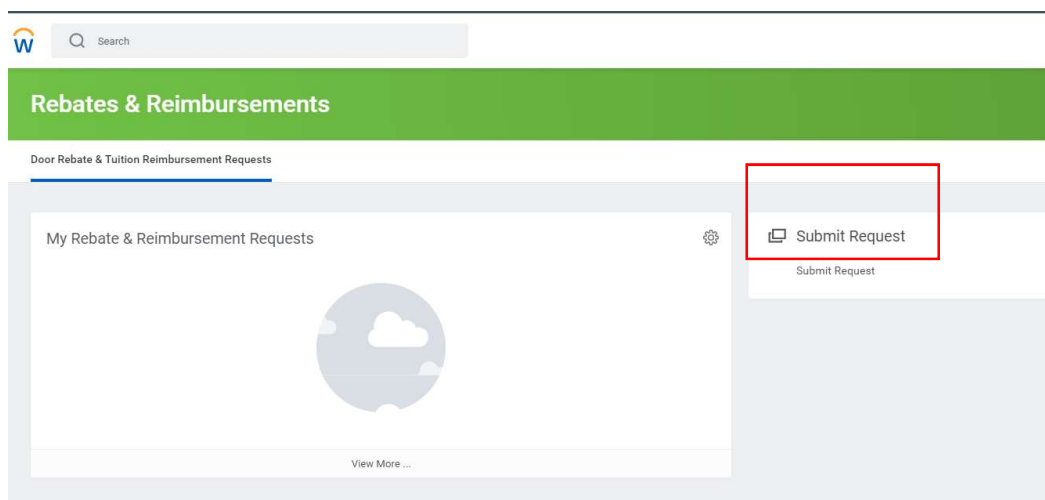 W
Search
Rebates & Reimbursements
Door Rebate & Tuition Reimbursement Requests
My Rebate & Reimbursement Requests
Submit Request
Submit Request
View More ...